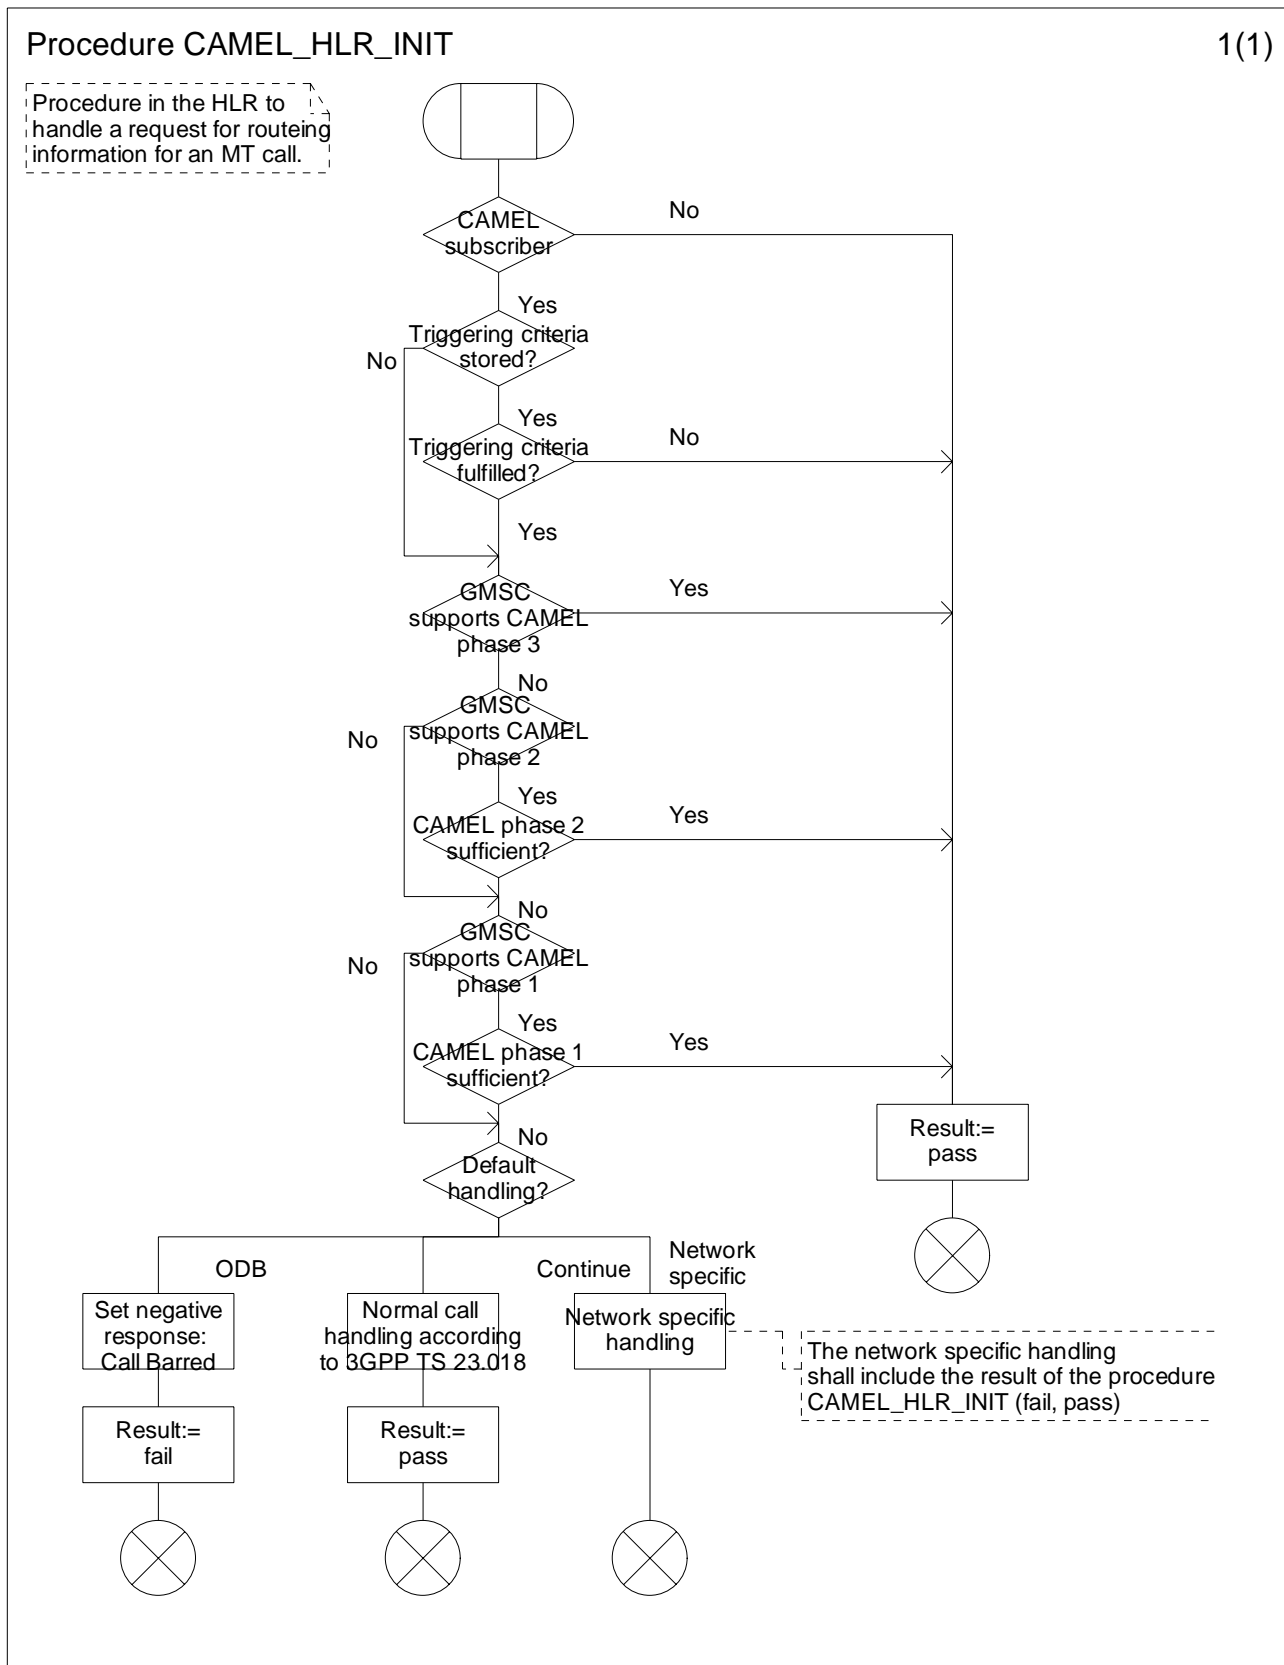 Procedure CAMEL_HLR_INIT
1(1)
Procedure in the HLR to
handle a request for routeing
information for an MT call.
CAMEL
subscriber
No
Yes
Triggering criteria
stored?
No
Yes
Triggering criteria
fulfilled?
No
Yes
GMSC
supports CAMEL
phase 3
Yes
No
GMSC
supports CAMEL
phase 2
No
Yes
CAMEL phase 2
sufficient?
Yes
No
GMSC
supports CAMEL
phase 1
No
Yes
CAMEL phase 1
sufficient?
Yes
No
Result:=
pass
Default
handling?
ODB
Continue
Network
specific
Set negative
response:
Call Barred
Normal call
handling according
to 3GPP TS 23.018
Network specific
handling
The network specific handling
shall include the result of the procedure
CAMEL_HLR_INIT (fail, pass)
Result:=
fail
Result:=
pass